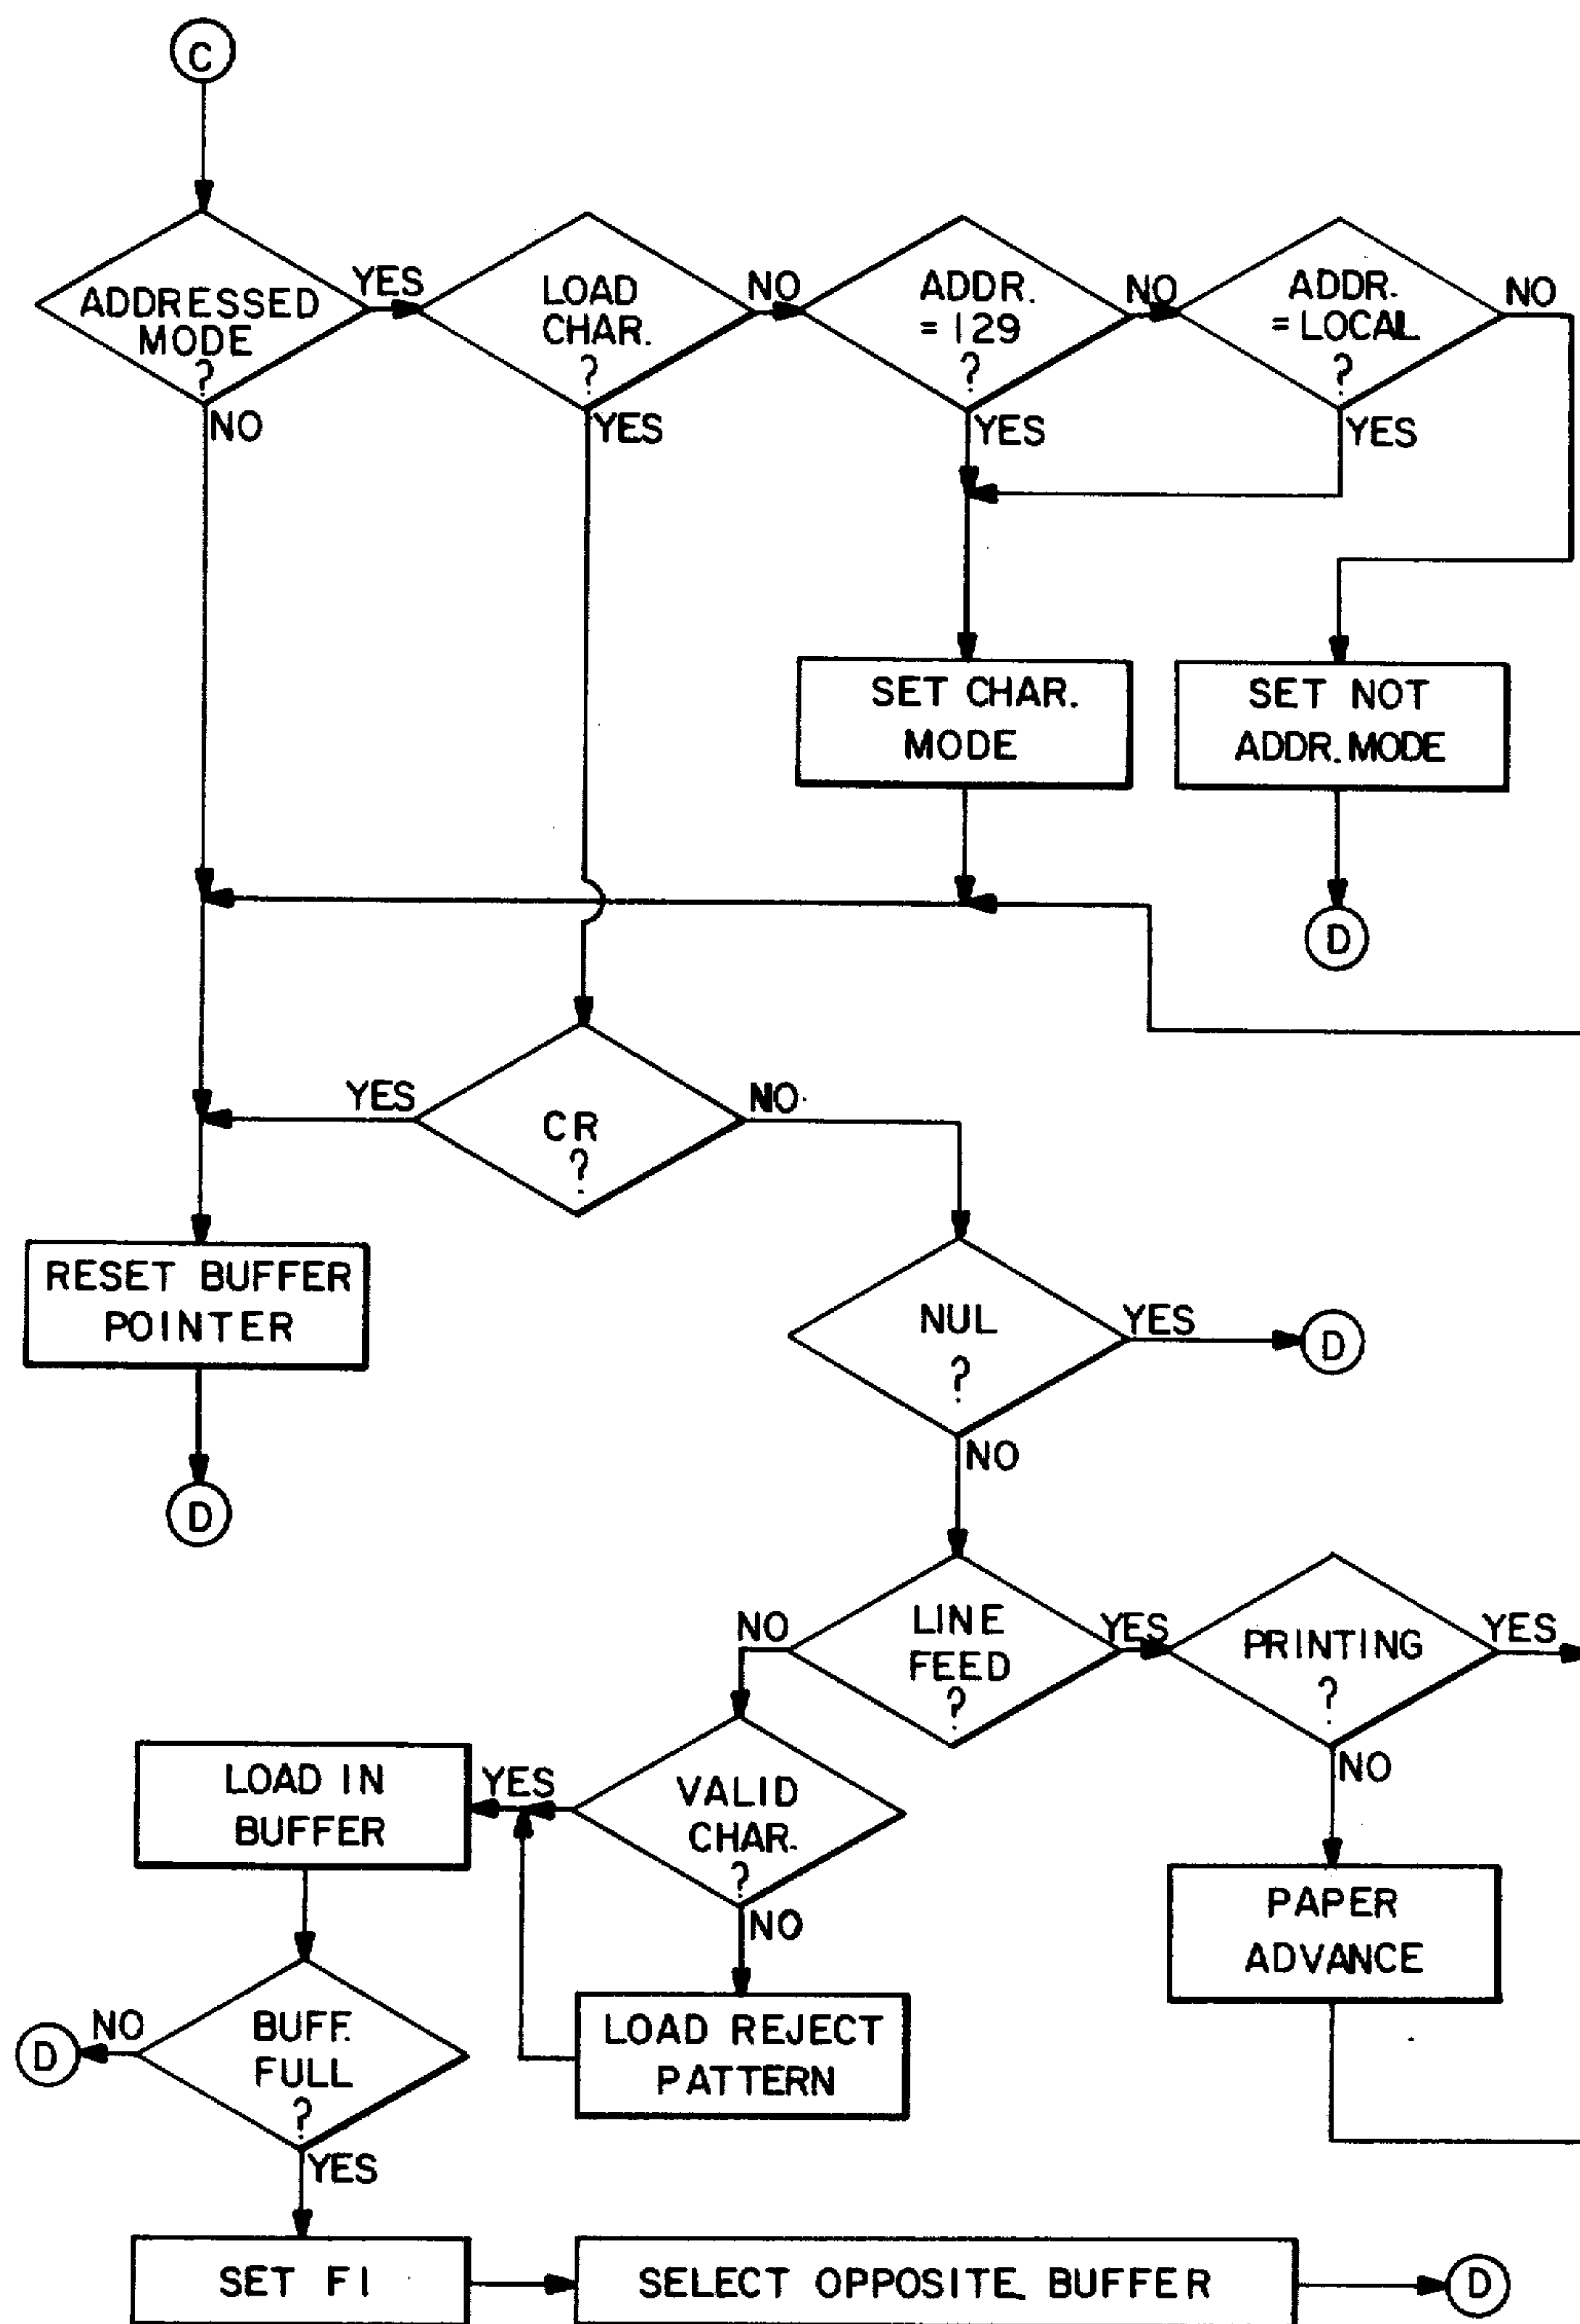 C
ADDRESSED
MODE
?
YES
NO
LOAD
CHAR.
?
NO
YES
ADDR.
= 129
?
NO
YES
ADDR.
= LOCAL
?
NO
YES
SET CHAR.
MODE
SET NOT
ADDR. MODE
D
CR
?
YES
NO
RESET BUFFER
POINTER
D
NUL
?
YES
D
NO
LINE
FEED
?
NO
YES
PRINTING
?
YES
NO
LOAD IN
BUFFER
YES
VALID
CHAR.
?
NO
PAPER
ADVANCE
BUFF.
FULL
?
NO
D
YES
LOAD REJECT
PATTERN
SET F1
SELECT OPPOSITE BUFFER
D